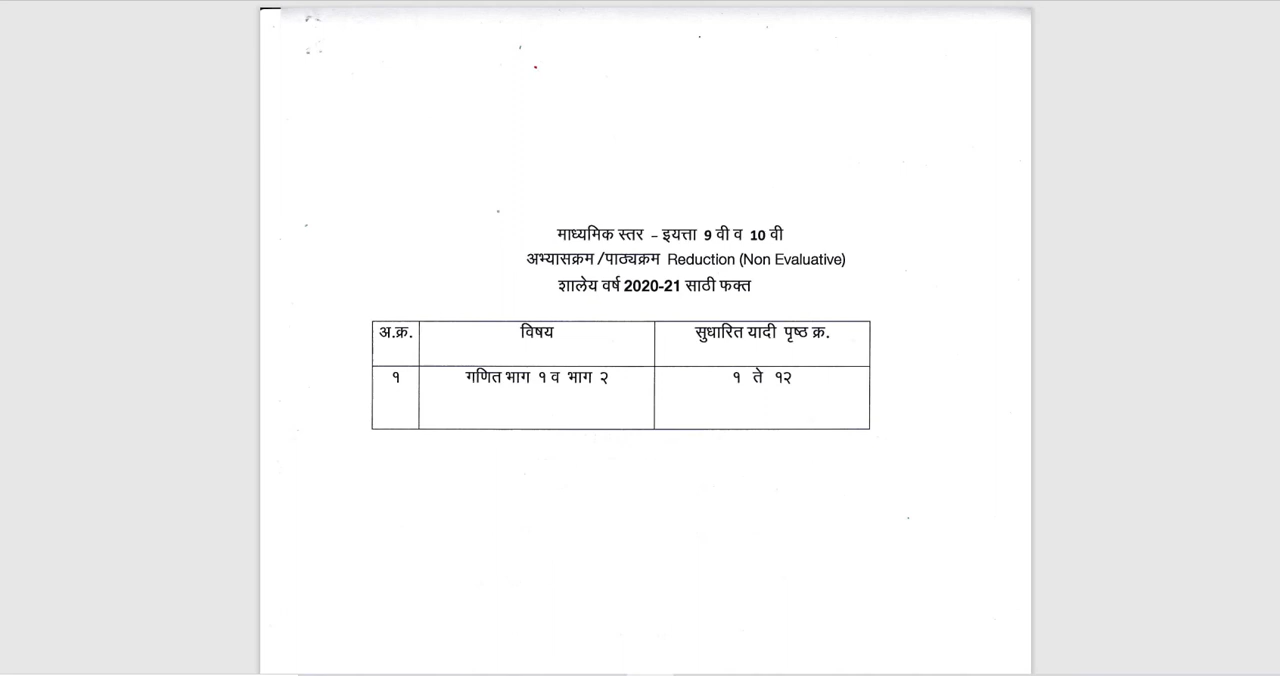 माध्यमिक स्तर – इयत्ता 9 वी व 10 वी
अभ्यासक्रम /पाठ्यक्रम Reduction (Non Evaluative)
शालेय वर्ष 2020-21 साठी फक्त
अ.क्र. विषय सुधारित यादी पृष्ठ क्र.
१ गणित भाग १ व भाग २ १ ते १२